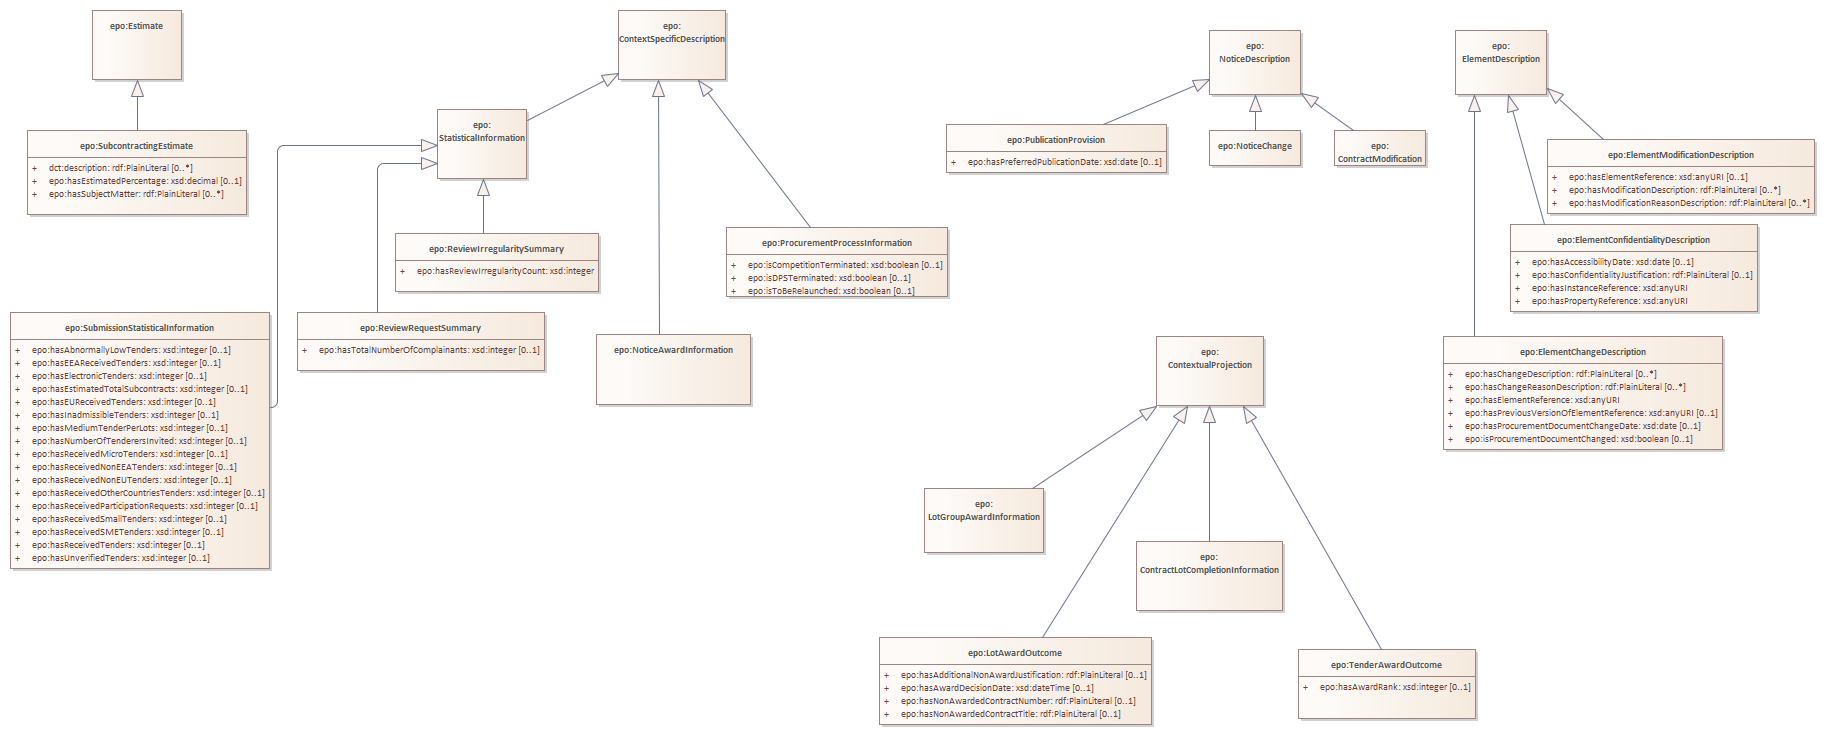 epo:Estimate
epo:SubcontractingEstimate
+ dct:description: rdf:PlainLiteral [0..*]
+ epo:hasEstimatedPercentage: xsd:decimal [0..1]
+ epo:hasSubjectMatter: rdf:PlainLiteral [0..*]
epo:
ContextSpecificDescription
epo:
StatisticalInformation
epo:ReviewIrregularitySummary
+ epo:hasReviewIrregularityCount: xsd:integer
epo:ReviewRequestSummary
+ epo:hasTotalNumberOfComplainants: xsd:integer [0..1]
epo:SubmissionStatisticalInformation
+ epo:hasAbnormallyLowTenders: xsd:integer [0..1]
+ epo:hasEEAReceivedTenders: xsd:integer [0..1]
+ epo:hasElectronicTenders: xsd:integer [0..1]
+ epo:hasEstimatedTotalSubcontracts: xsd:integer [0..1]
+ epo:hasEUReceivedTenders: xsd:integer [0..1]
+ epo:hasInadmissibleTenders: xsd:integer [0..1]
+ epo:hasMediumTenderPerLots: xsd:integer [0..1]
+ epo:hasNumberOfTenderersInvited: xsd:integer [0..1]
+ epo:hasReceivedMicroTenders: xsd:integer [0..1]
+ epo:hasReceivedNonEEATenders: xsd:integer [0..1]
+ epo:hasReceivedNonEUTenders: xsd:integer [0..1]
+ epo:hasReceivedOtherCountriesTenders: xsd:integer [0..1]
+ epo:hasReceivedParticipationRequests: xsd:integer [0..1]
+ epo:hasReceivedSmallTenders: xsd:integer [0..1]
+ epo:hasReceivedSMETenders: xsd:integer [0..1]
+ epo:hasReceivedTenders: xsd:integer [0..1]
+ epo:hasUnverifiedTenders: xsd:integer [0..1]
epo:ProcurementProcessInformation
+ epo:isCompetitionTerminated: xsd:boolean [0..1]
+ epo:isDPSTerminated: xsd:boolean [0..1]
+ epo:isToBeRelaunched: xsd:boolean [0..1]
epo:NoticeAwardInformation
epo:
NoticeDescription
epo:PublicationProvision
+ epo:hasPreferredPublicationDate: xsd:date [0..1]
epo:NoticeChange
epo:
ContractModification
epo:
ElementDescription
epo:ElementModificationDescription
+ epo:hasElementReference: xsd:anyURI [0..1]
+ epo:hasModificationDescription: rdf:PlainLiteral [0..*]
+ epo:hasModificationReasonDescription: rdf:PlainLiteral [0..*]
epo:ElementConfidentialityDescription
+ epo:hasAccessibilityDate: xsd:date [0..1]
+ epo:hasConfidentialityJustification: rdf:PlainLiteral [0..1]
+ epo:hasInstanceReference: xsd:anyURI
+ epo:hasPropertyReference: xsd:anyURI
epo:ElementChangeDescription
+ epo:hasChangeDescription: rdf:PlainLiteral [0..*]
+ epo:hasChangeReasonDescription: rdf:PlainLiteral [0..*]
+ epo:hasElementReference: xsd:anyURI
+ epo:hasPreviousVersionOfElementReference: xsd:anyURI [0..1]
+ epo:hasProcurementDocumentChangeDate: xsd:date [0..1]
+ epo:isProcurementDocumentChanged: xsd:boolean [0..1]
epo:
ContextualProjection
epo:
LotGroupAwardInformation
epo:
ContractLotCompletionInformation
epo:LotAwardOutcome
+ epo:hasAdditionalNonAwardJustification: rdf:PlainLiteral [0..1]
+ epo:hasAwardDecisionDate: xsd:dateTime [0..1]
+ epo:hasNonAwardedContractNumber: rdf:PlainLiteral [0..1]
+ epo:hasNonAwardedContractTitle: rdf:PlainLiteral [0..1]
epo:TenderAwardOutcome
+ epo:hasAwardRank: xsd:integer [0..1]